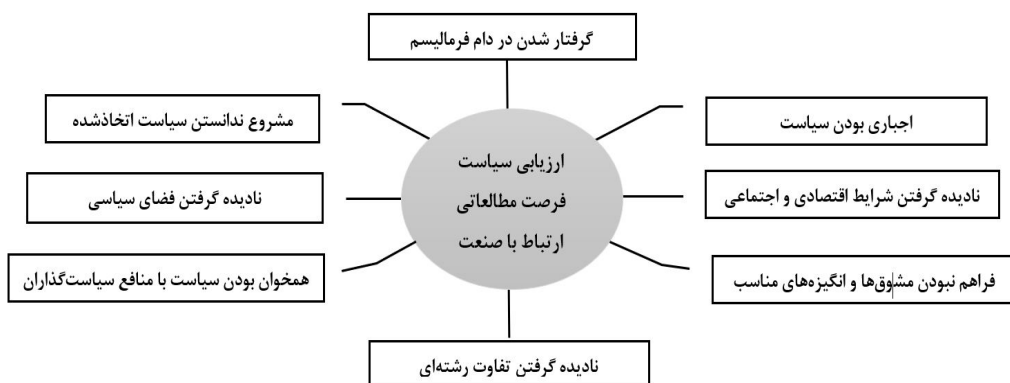 گرفتار شدن در دام فرمالیسم
اجباری بودن سیاست
مشروع ندانستن سیاست اتخاذشده
ارزیابی سیاست
فرصت مطالعاتی
ارتباط با صنعت
نادیده گرفتن شرایط اقتصادی و اجتماعی
نادیده گرفتن فضای سیاسی
فراهم نبودن مشوق‌ها و انگیزه‌های مناسب
همخوان بودن سیاست با منافع سیاست‌گذاران
نادیده گرفتن تفاوت رشته‌ای